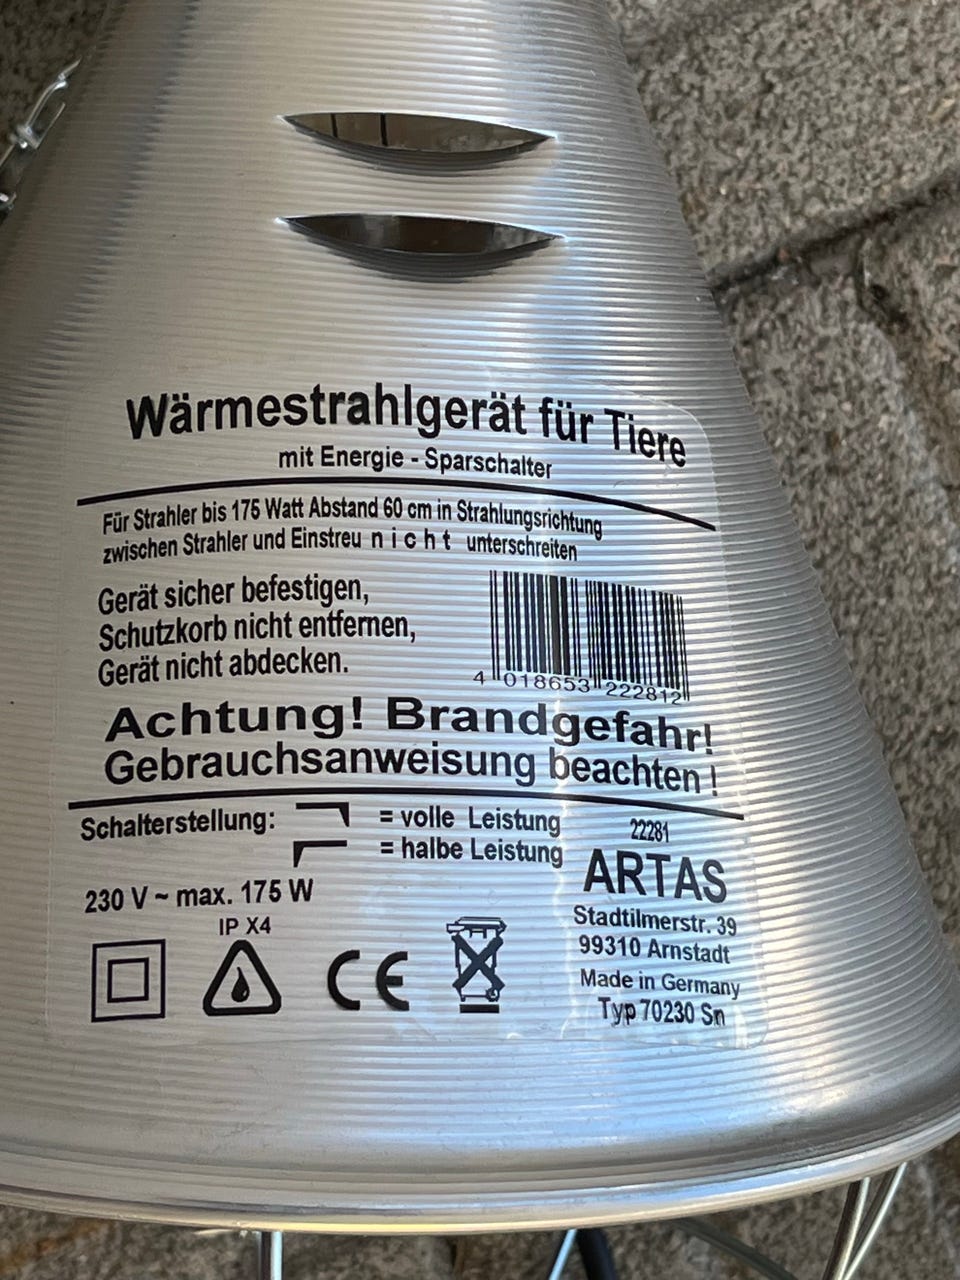 Wärmestrahlgerät für Tiere
mit Energie - Sparschalter
Für Strahler bis 175 Watt Abstand 60 cm in Strahlungsrichtung
zwischen Strahler und Einstreu n i c h t unterschreiten
Gerät sicher befestigen,
Schutzkorb nicht entfernen,
Gerät nicht abdecken.
4 018653 222812
Achtung! Brandgefahr!
Gebrauchsanweisung beachten !
Schalterstellung: = volle Leistung
= halbe Leistung
230 V ~ max. 175 W
IP X4
CE
22281
ARTAS
Stadtilmerstr. 39
99310 Arnstadt
Made in Germany
Typ 70230 Sn